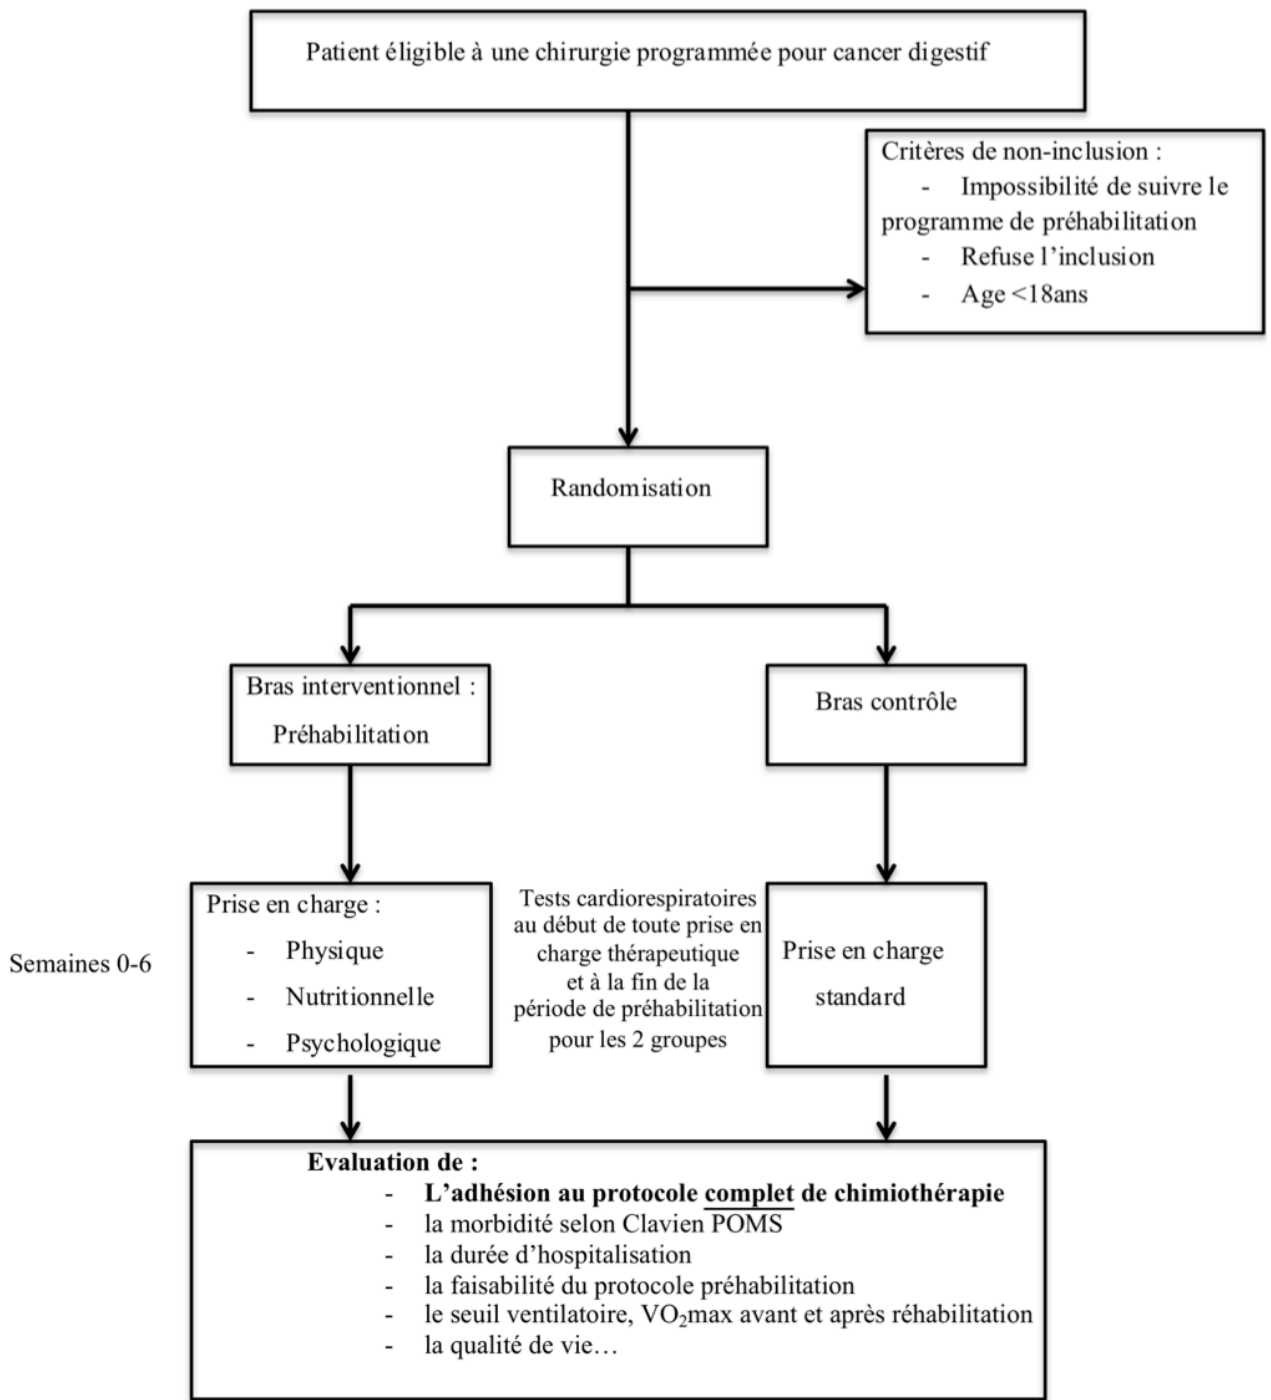 Patient éligible à une chirurgie programmée pour cancer digestif
Critères de non-inclusion :
- Impossibilité de suivre le
programme de préhabilitation
- Refuse l’inclusion
- Age <18ans
Randomisation
Bras interventionnel :
Préhabilitation
Bras contrôle
Semaines 0-6
Prise en charge :
- Physique
- Nutritionnelle
- Psychologique
Tests cardiorespiratoires
au début de toute prise en
charge thérapeutique
et à la fin de la
période de préhabilitation
pour les 2 groupes
Prise en charge
standard
Evaluation de :
- L’adhésion au protocole complet de chimiothérapie
- la morbidité selon Clavien POMS
- la durée d’hospitalisation
- la faisabilité du protocole préhabilitation
- le seuil ventilatoire, VO₂max avant et après réhabilitation
- la qualité de vie…